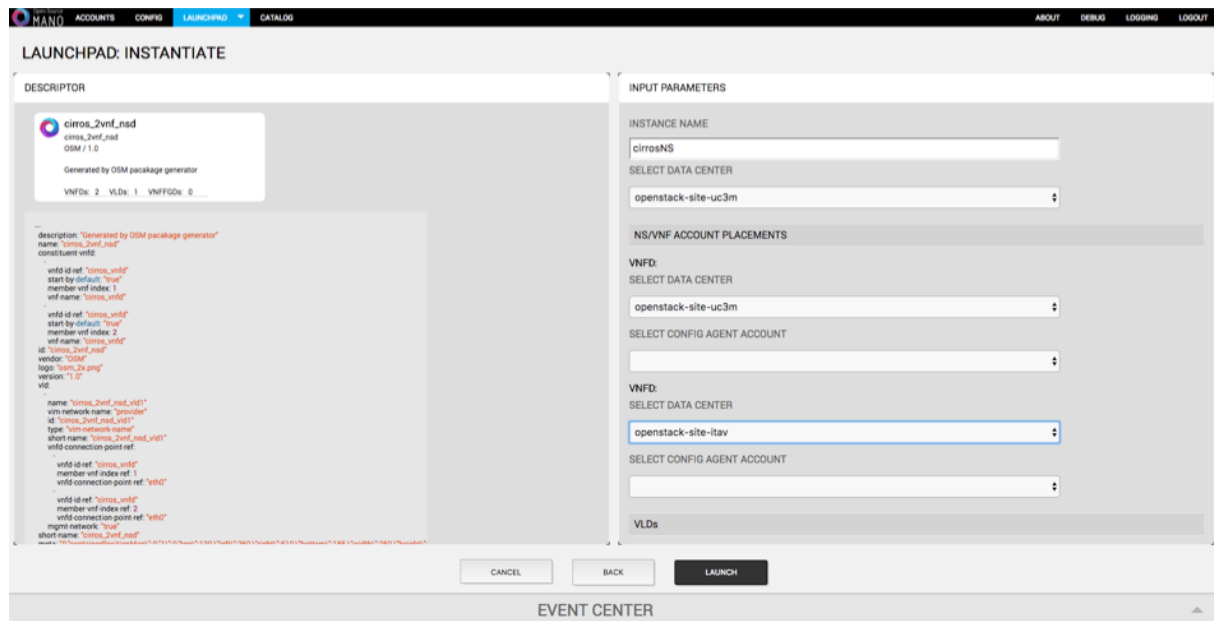 Open Source
MANO
ACCOUNTS CONFIG LAUNCHPAD CATALOG ABOUT DEBUG LOGGING LOGOUT
LAUNCHPAD: INSTANTIATE
DESCRIPTOR
cirros_2vnf_nsd
cirros_2vnf_nsd
OSM / 1.0
Generated by OSM pacakage generator
VNFDs: 2 VLDs: 1 VNFFGDs: 0
---
description: "Generated by OSM pacakage generator"
name: "cirros_2vnf_nsd"
constituent-vnfd:
-
vnfd-id-ref: "cirros_vnfd"
start-by-default: "true"
member-vnf-index: 1
vnf-name: "cirros_vnfd"
-
vnfd-id-ref: "cirros_vnfd"
start-by-default: "true"
member-vnf-index: 2
vnf-name: "cirros_vnfd"
id: "cirros_2vnf_nsd"
vendor: "OSM"
logo: "osm_2x.png"
version: "1.0"
vld:
-
name: "cirros_2vnf_nsd_vld1"
vim-network-name: "provider"
id: "cirros_2vnf_nsd_vld1"
type: "vim-network-name"
short-name: "cirros_2vnf_nsd_vld1"
vnfd-connection-point-ref:
-
vnfd-id-ref: "cirros_vnfd"
member-vnf-index-ref: 1
vnfd-connection-point-ref: "eth0"
-
vnfd-id-ref: "cirros_vnfd"
member-vnf-index-ref: 2
vnfd-connection-point-ref: "eth0"
mgmt-network: "true"
short-name: "cirros_2vnf_nsd"
INPUT PARAMETERS
INSTANCE NAME
cirrosNS
SELECT DATA CENTER
openstack-site-uc3m
NS/VNF ACCOUNT PLACEMENTS
VNFD:
SELECT DATA CENTER
openstack-site-uc3m
SELECT CONFIG AGENT ACCOUNT
VNFD:
SELECT DATA CENTER
openstack-site-itav
SELECT CONFIG AGENT ACCOUNT
VLDs
CANCEL BACK LAUNCH
EVENT CENTER